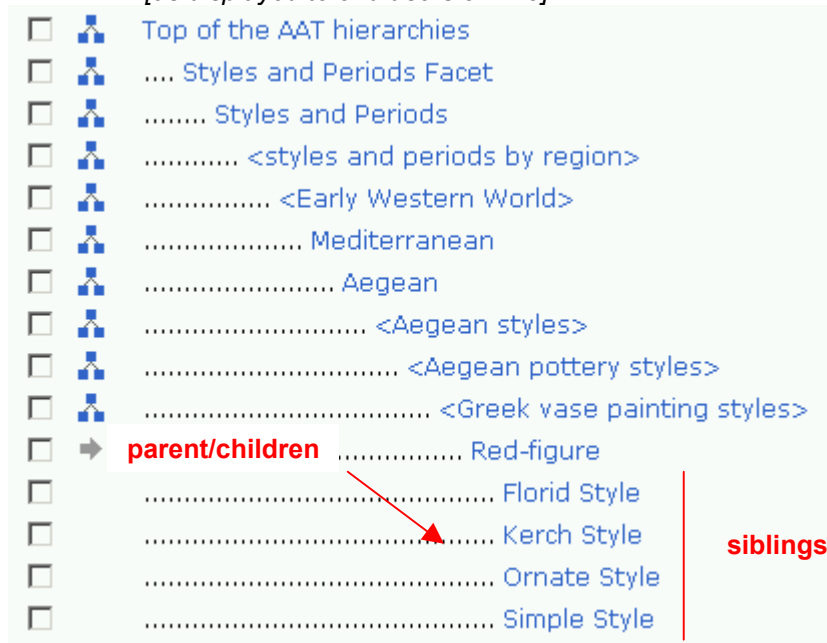 Top of the AAT hierarchies
.... Styles and Periods Facet
........ Styles and Periods
............ <styles and periods by region>
................ <Early Western World>
.................... Mediterranean
........................ Aegean
............................ <Aegean styles>
................................ <Aegean pottery styles>
.................................... <Greek vase painting styles>
parent/children ................... Red-figure
............................................ Florid Style
............................................ Kerch Style
siblings
............................................ Ornate Style
............................................ Simple Style